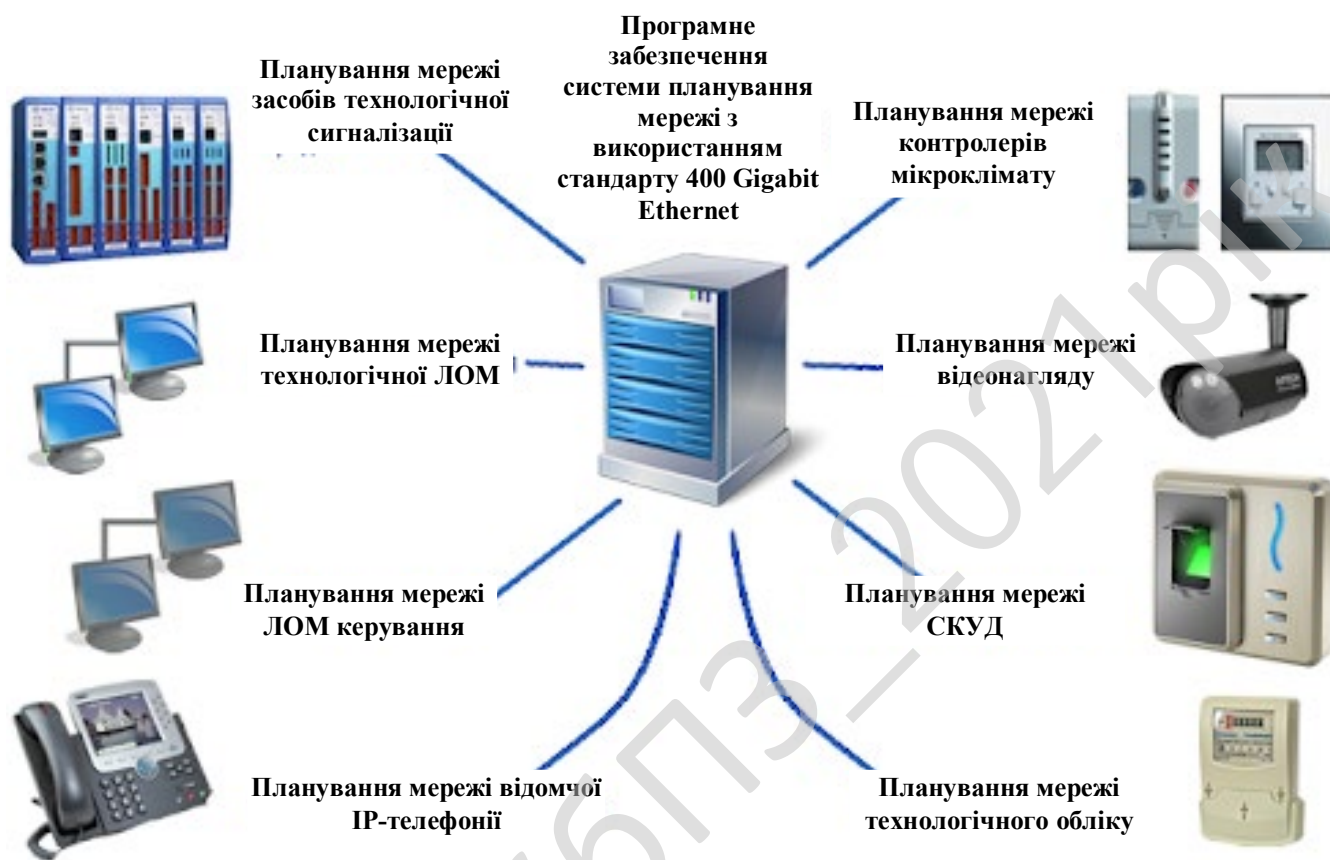 Програмне
забезпечення
системи планування
мережі з
використанням
стандарту 400 Gigabit
Ethernet
Планування мережі
засобів технологічної
сигналізації
Планування мережі
контролерів
мікроклімату
Планування мережі
технологічної ЛОМ
Планування мережі
відеонагляду
Планування мережі
ЛОМ керування
Планування мережі
СКУД
Планування мережі відомчої
IP-телефонії
Планування мережі
технологічного обліку
бПЗ_2021рік